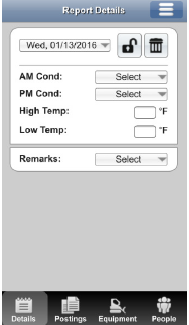 Report Details
Wed, 01/13/2016
AM Cond: Select
PM Cond: Select
High Temp: °F
Low Temp: °F
Remarks: Select
Details Postings Equipment People